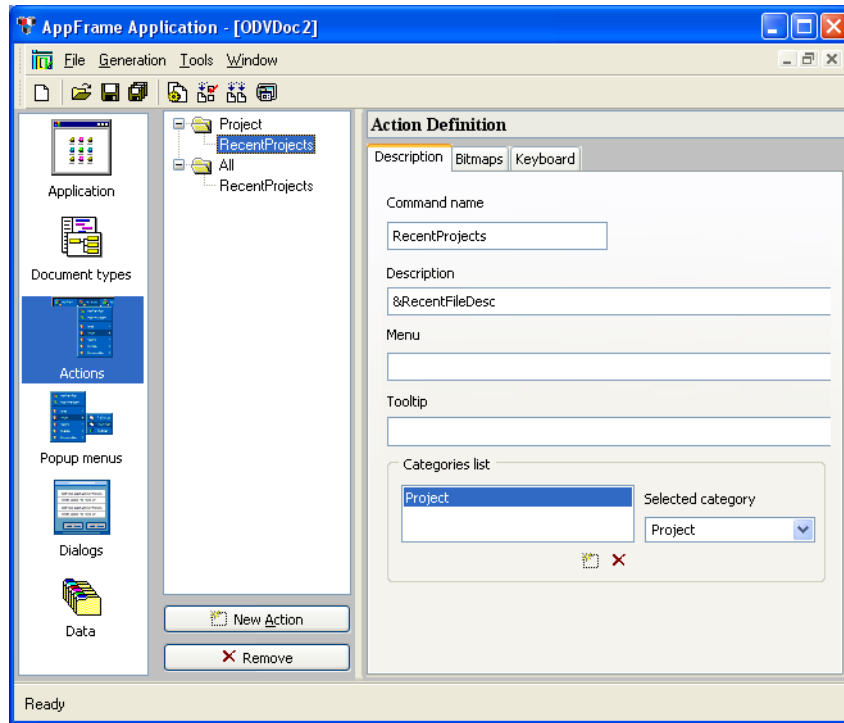 AppFrame Application - [ODVDoc2]
File Generation Tools Window
Application
Document types
Actions
Popup menus
Dialogs
Data
Project
RecentProjects
All
RecentProjects
New Action
Remove
Action Definition
Description Bitmaps Keyboard
Command name
RecentProjects
Description
&RecentFileDesc
Menu
Tooltip
Categories list
Project
Selected category
Project
Ready